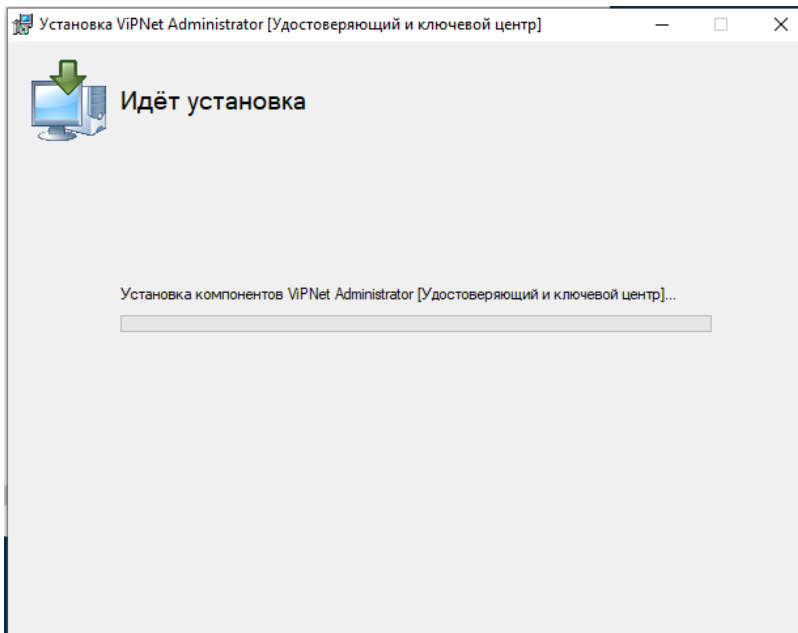 Установка ViPNet Administrator [Удостоверяющий и ключевой центр]
Идёт установка
Установка компонентов ViPNet Administrator [Удостоверяющий и ключевой центр]...